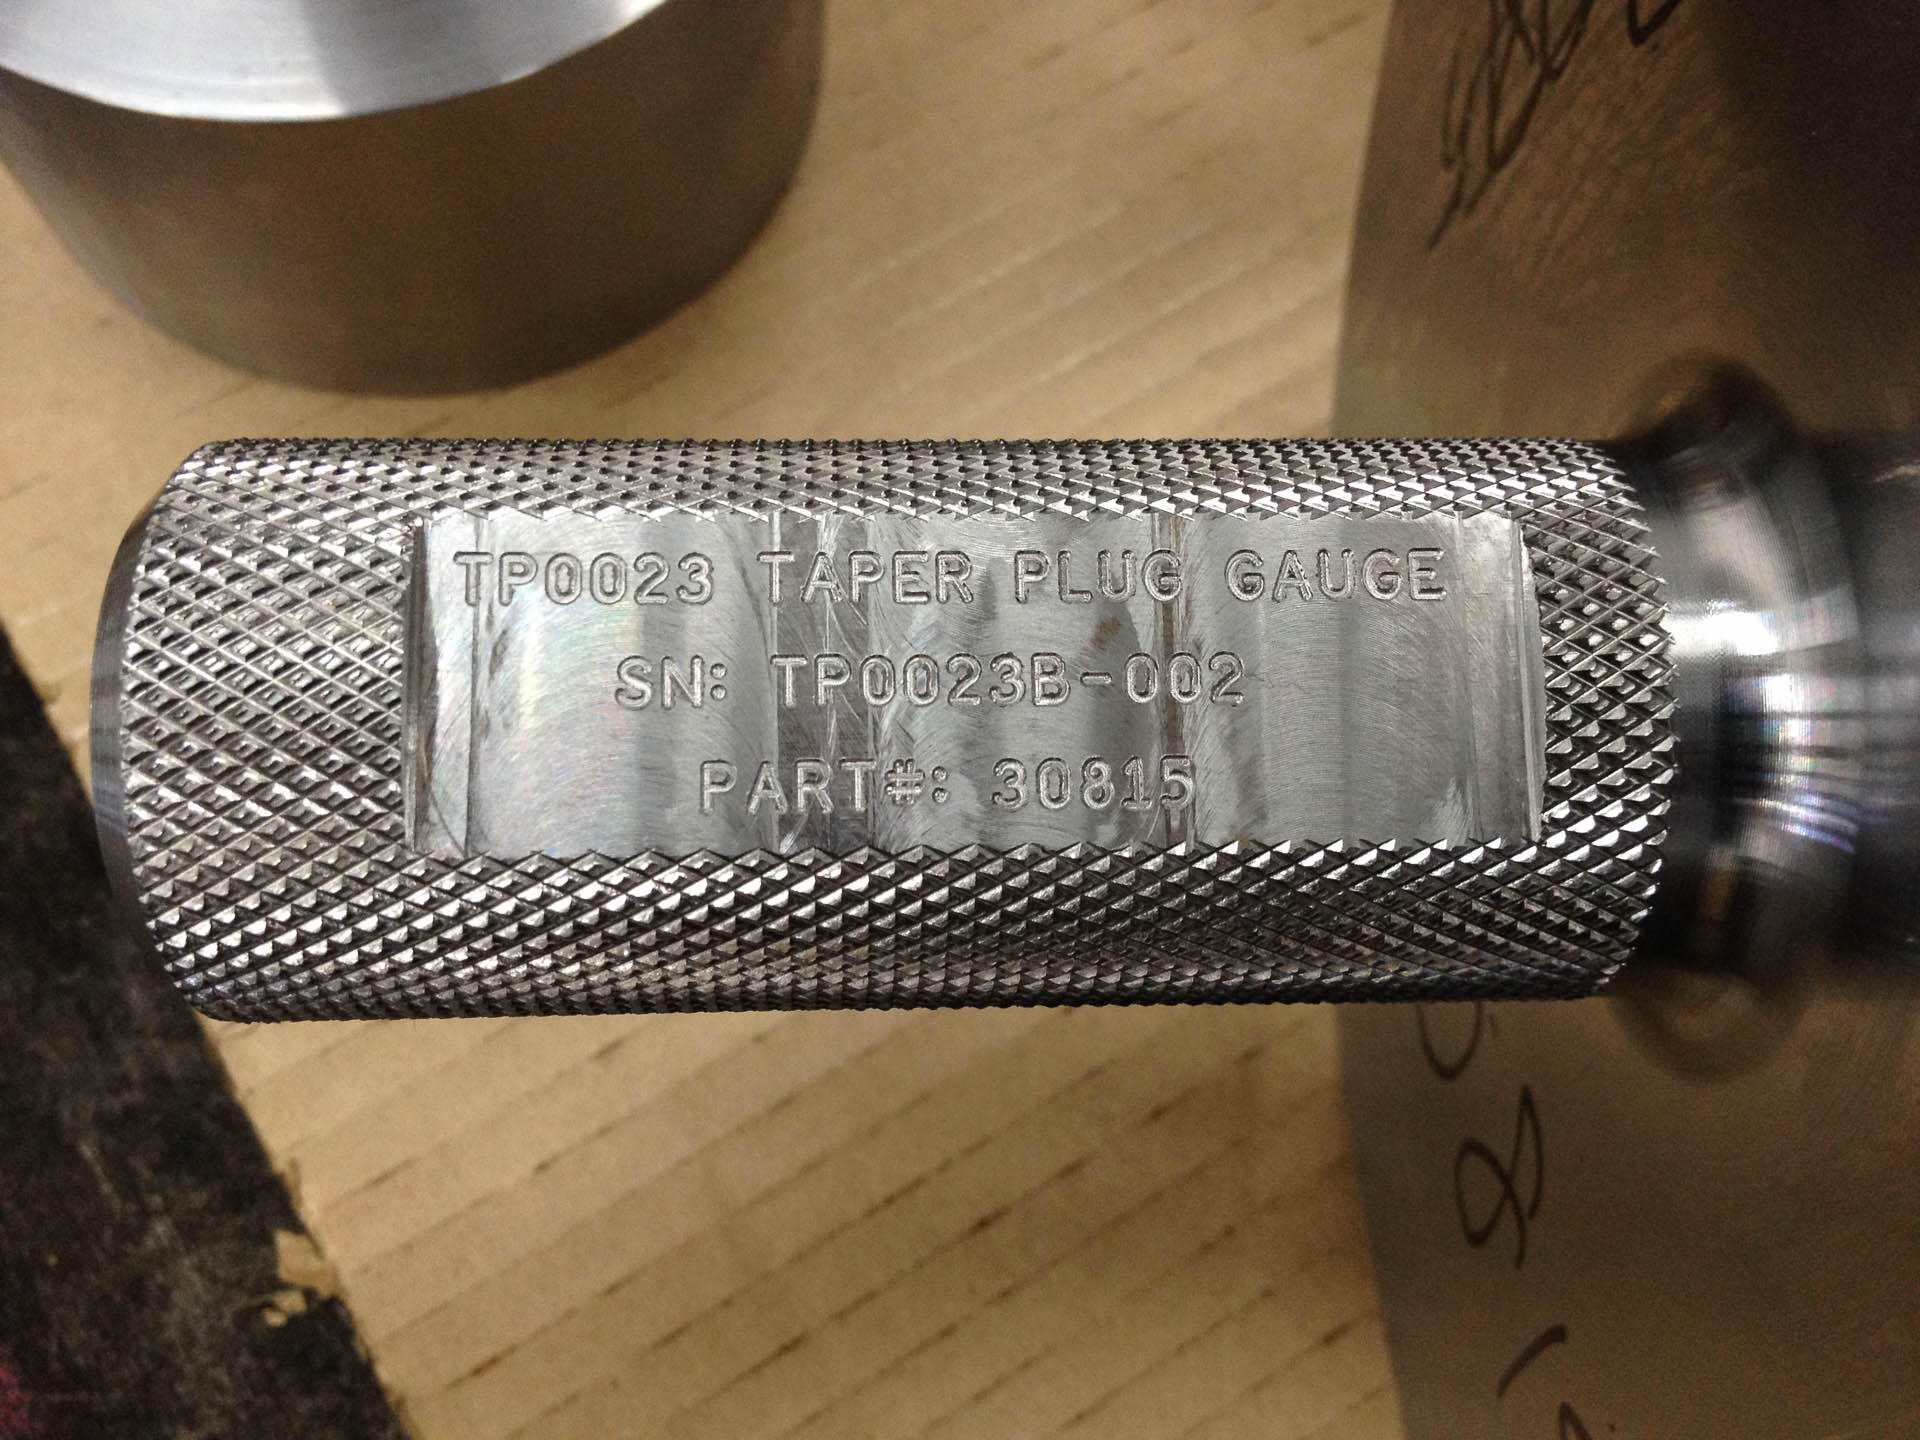 TP0023 TAPER PLUG GAUGE
SN: TP0023B-002
PART#: 30815